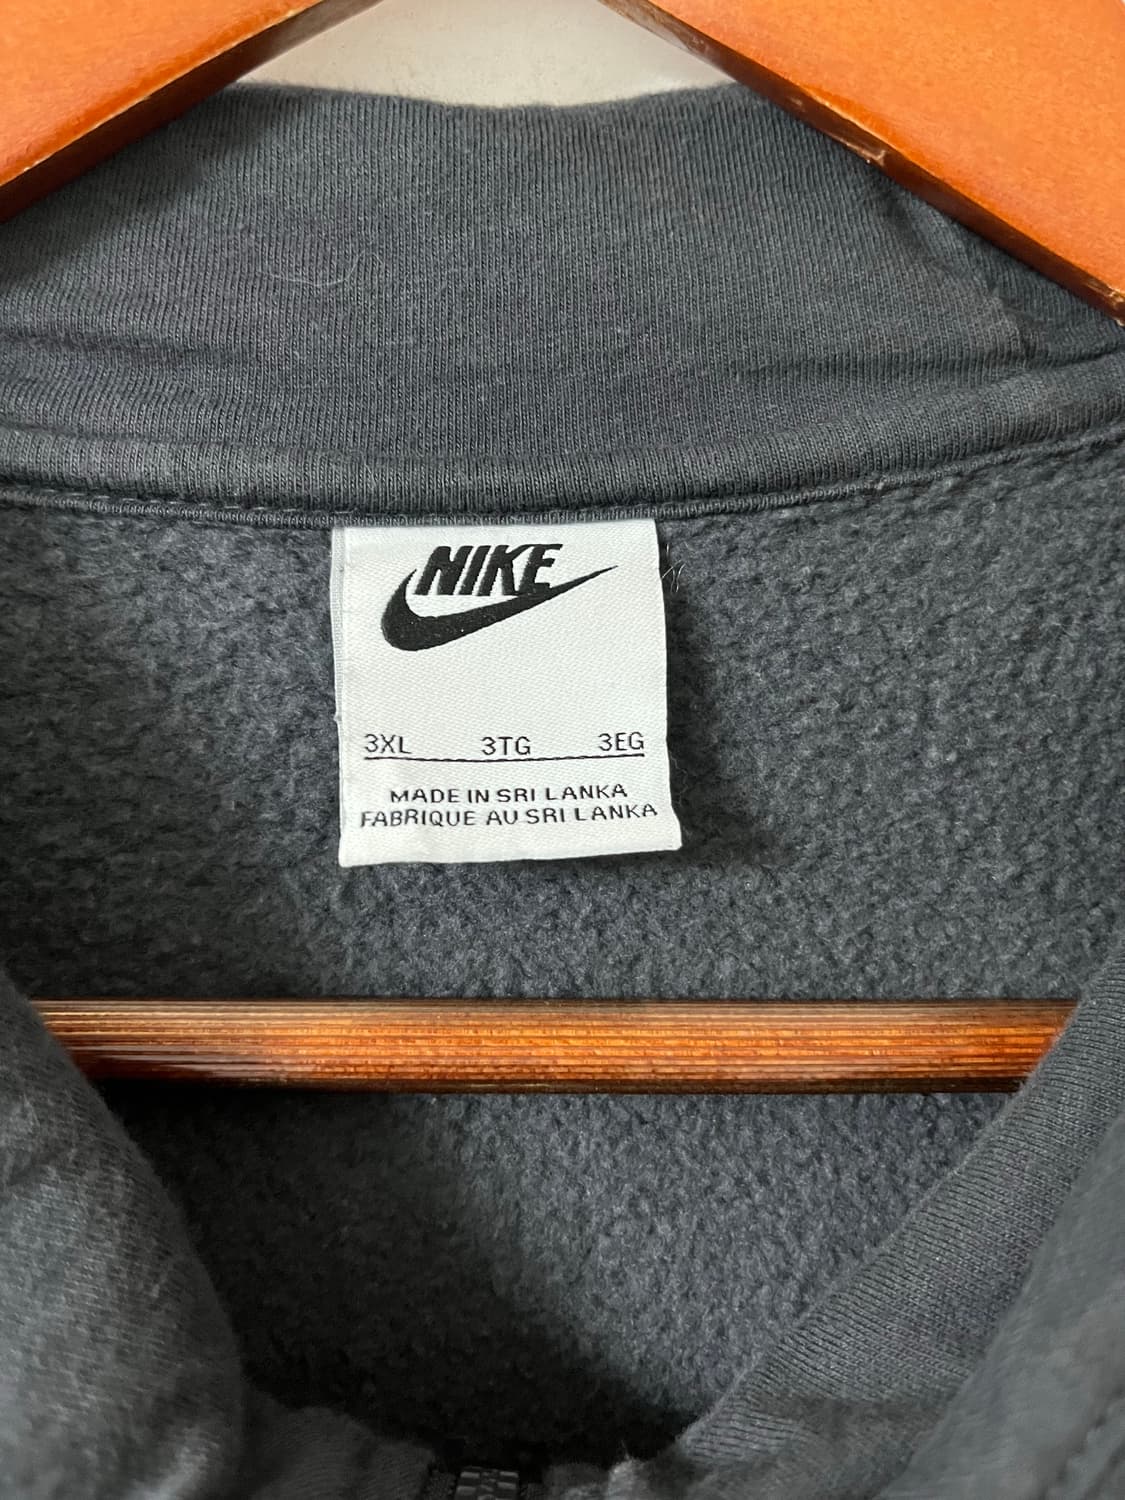 NIKE
3XL 3TG 3EG
MADE IN SRI LANKA
FABRIQUE AU SRI LANKA